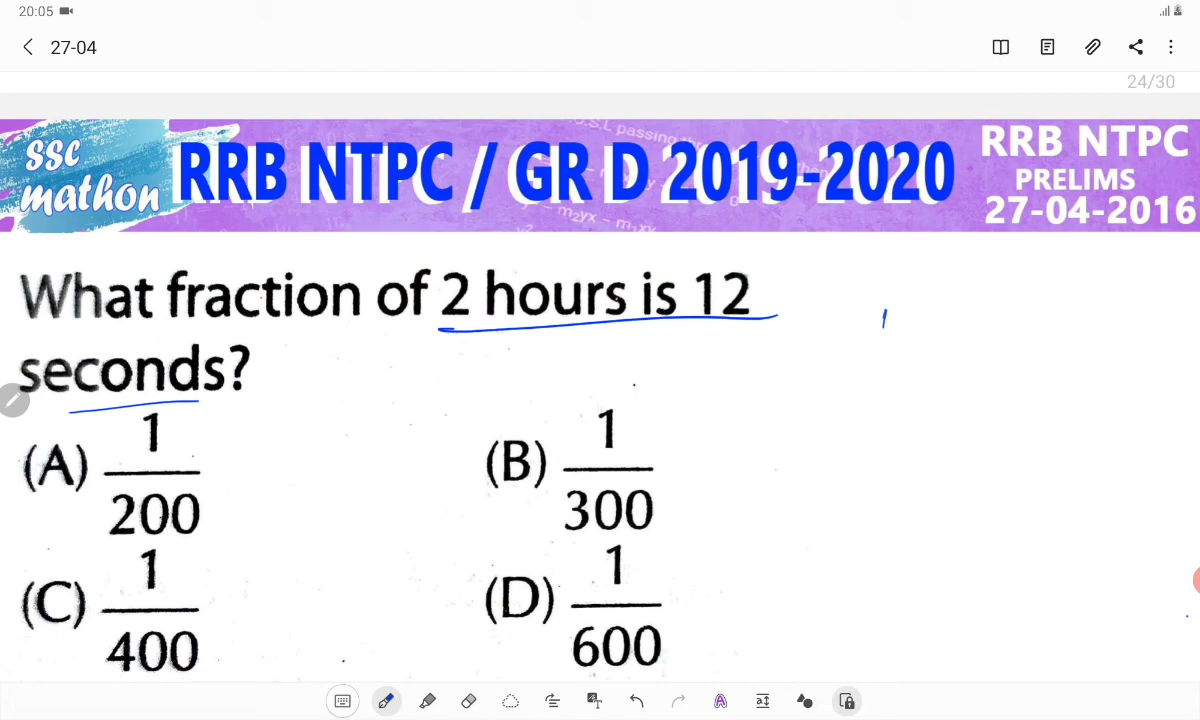 20:05
27-04
24/30
SSC
mathon
RRB NTPC / GR D 2019-2020
RRB NTPC
PRELIMS
27-04-2016
What fraction of 2 hours is 12
seconds?
(A) 1/200
(B) 1/300
(C) 1/400
(D) 1/600